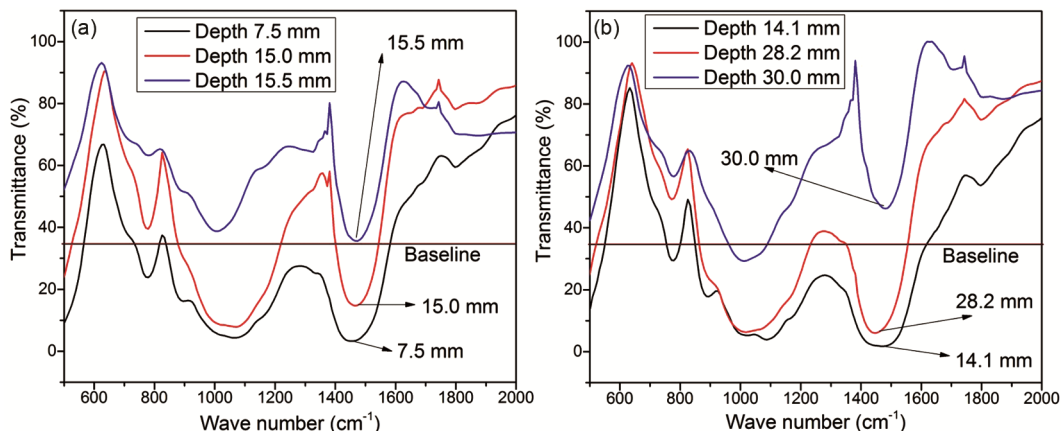 (a)
Depth 7.5 mm
Depth 15.0 mm
Depth 15.5 mm
15.5 mm
Baseline
15.0 mm
7.5 mm
100
80
60
40
20
0
Transmittance (%)
600 800 1000 1200 1400 1600 1800 2000
Wave number (cm⁻¹)
(b)
Depth 14.1 mm
Depth 28.2 mm
Depth 30.0 mm
30.0 mm
Baseline
28.2 mm
14.1 mm
100
80
60
40
20
0
Transmittance (%)
600 800 1000 1200 1400 1600 1800 2000
Wave number (cm⁻¹)